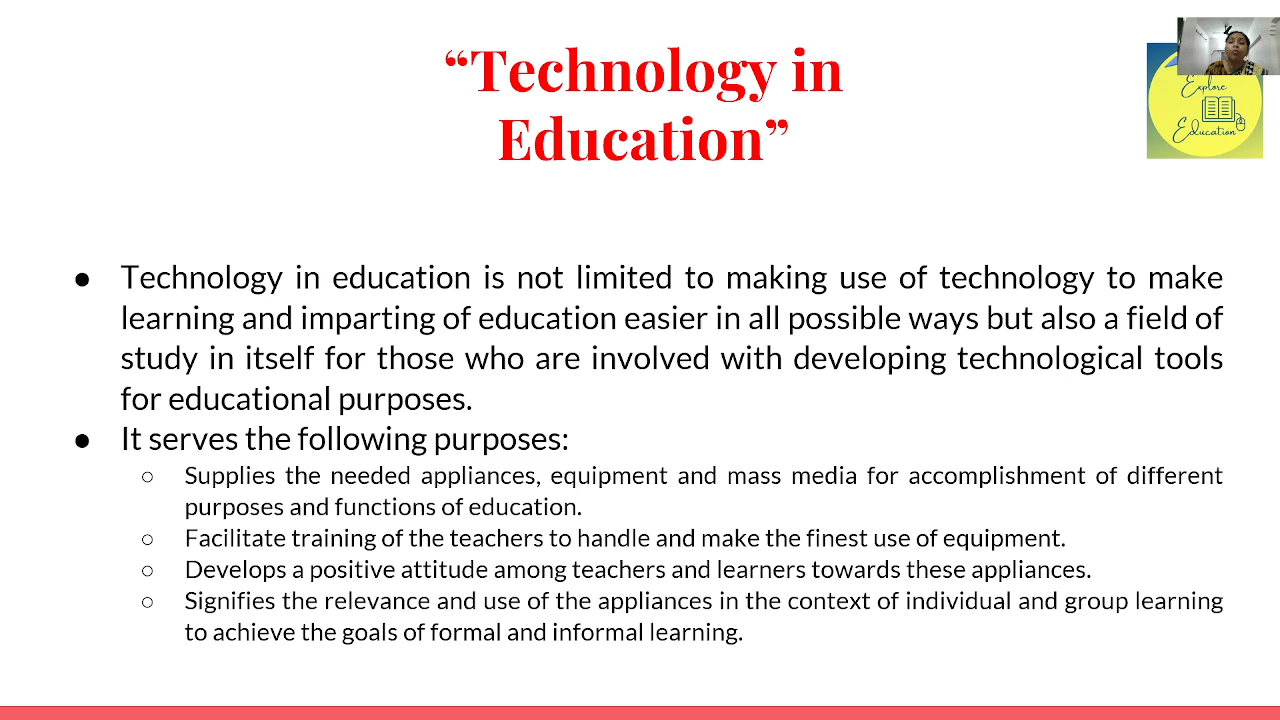 “Technology in
Education”
Explore
Education
● Technology in education is not limited to making use of technology to make
learning and imparting of education easier in all possible ways but also a field of
study in itself for those who are involved with developing technological tools
for educational purposes.
● It serves the following purposes:
○ Supplies the needed appliances, equipment and mass media for accomplishment of different
purposes and functions of education.
○ Facilitate training of the teachers to handle and make the finest use of equipment.
○ Develops a positive attitude among teachers and learners towards these appliances.
○ Signifies the relevance and use of the appliances in the context of individual and group learning
to achieve the goals of formal and informal learning.